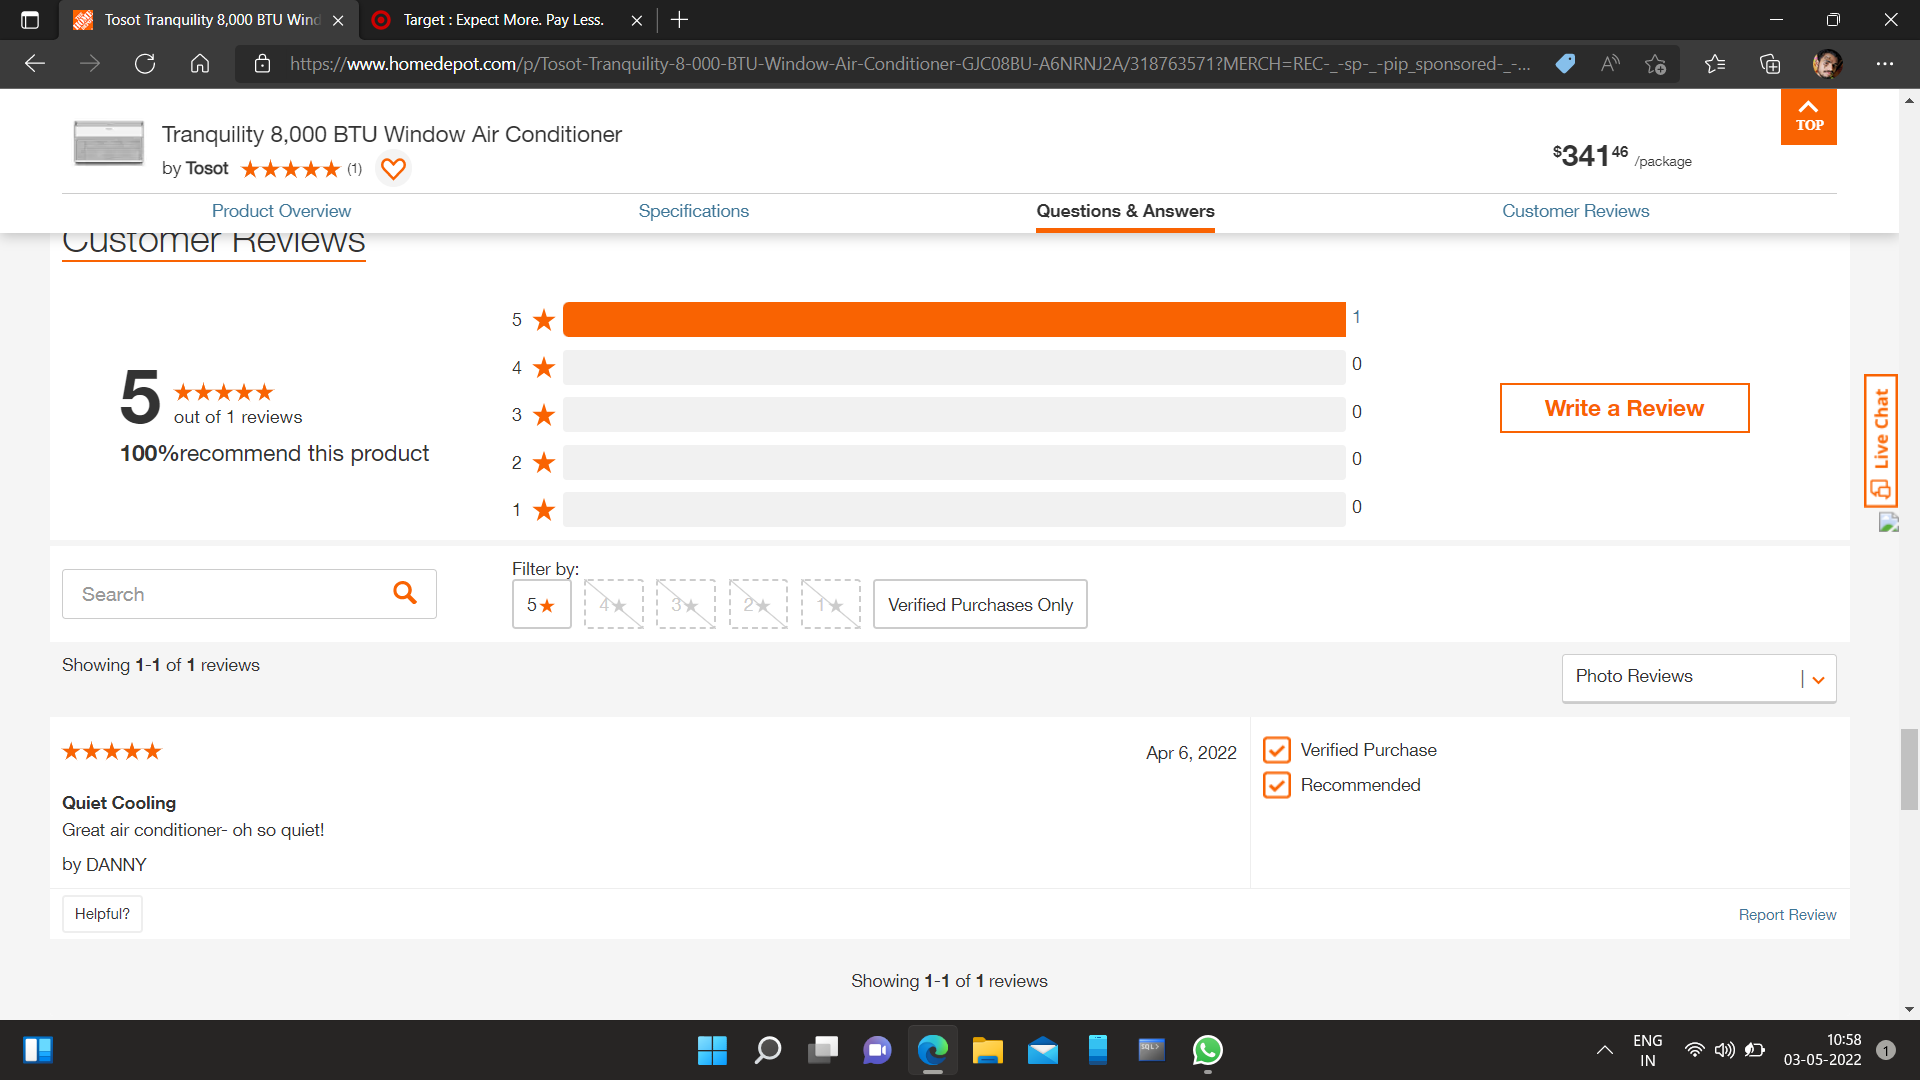 Tosot Tranquility 8,000 BTU Wind
Target : Expect More. Pay Less.
https://www.homedepot.com/p/Tosot-Tranquility-8-000-BTU-Window-Air-Conditioner-GJC08BU-A6NRNJ2A/318763571?MERCH=REC-_-sp-_-pip_sponsored-_-...
Tranquility 8,000 BTU Window Air Conditioner
by Tosot (1)
$341 46 /package
TOP
Product Overview
Specifications
Questions & Answers
Customer Reviews
Customer Reviews
5 1
4 0
3 0
2 0
1 0
5
out of 1 reviews
100%recommend this product
Write a Review
Live Chat
Search
Filter by:
5★ 4★ 3★ 2★ 1★ Verified Purchases Only
Showing 1-1 of 1 reviews
Photo Reviews
Apr 6, 2022
Verified Purchase
Recommended
Quiet Cooling
Great air conditioner- oh so quiet!
by DANNY
Helpful?
Report Review
Showing 1-1 of 1 reviews
SQL>
ENG
IN
10:58
03-05-2022
1